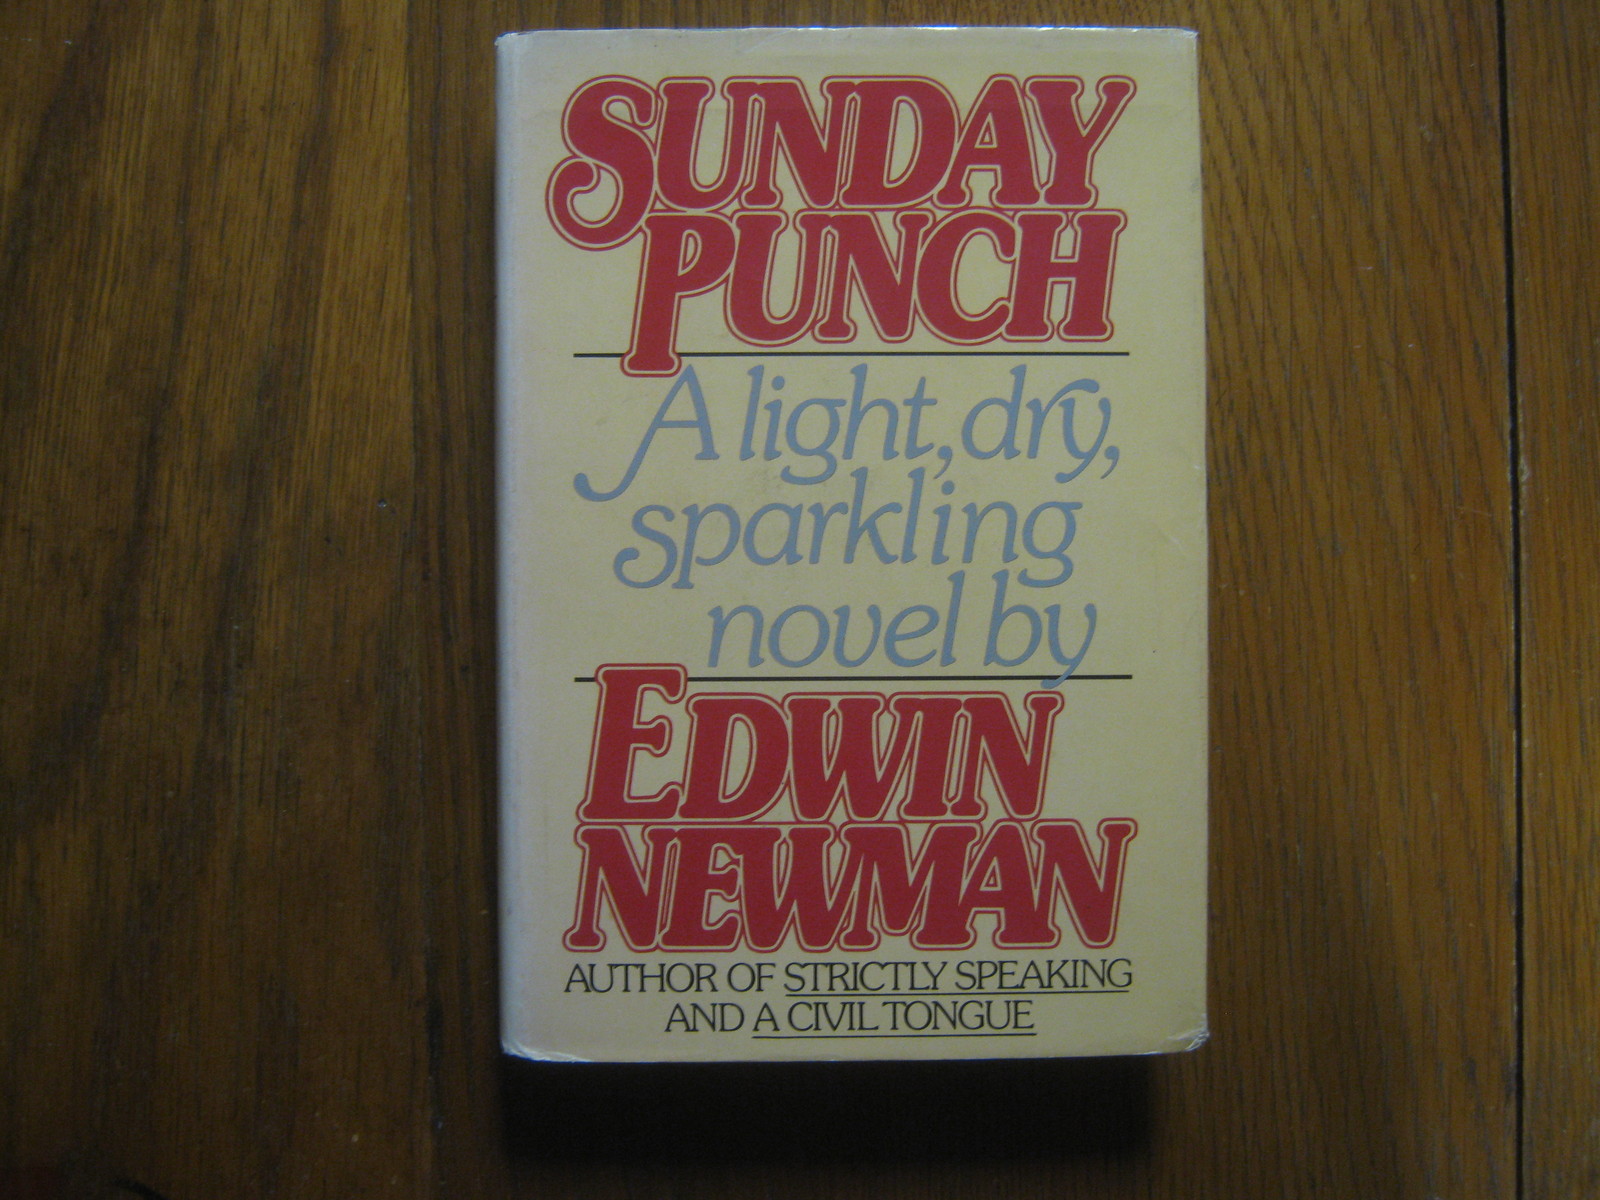 SUNDAY
PUNCH
A light, dry,
sparkling
novel by
EDWIN
NEWMAN
AUTHOR OF STRICTLY SPEAKING
AND A CIVIL TONGUE